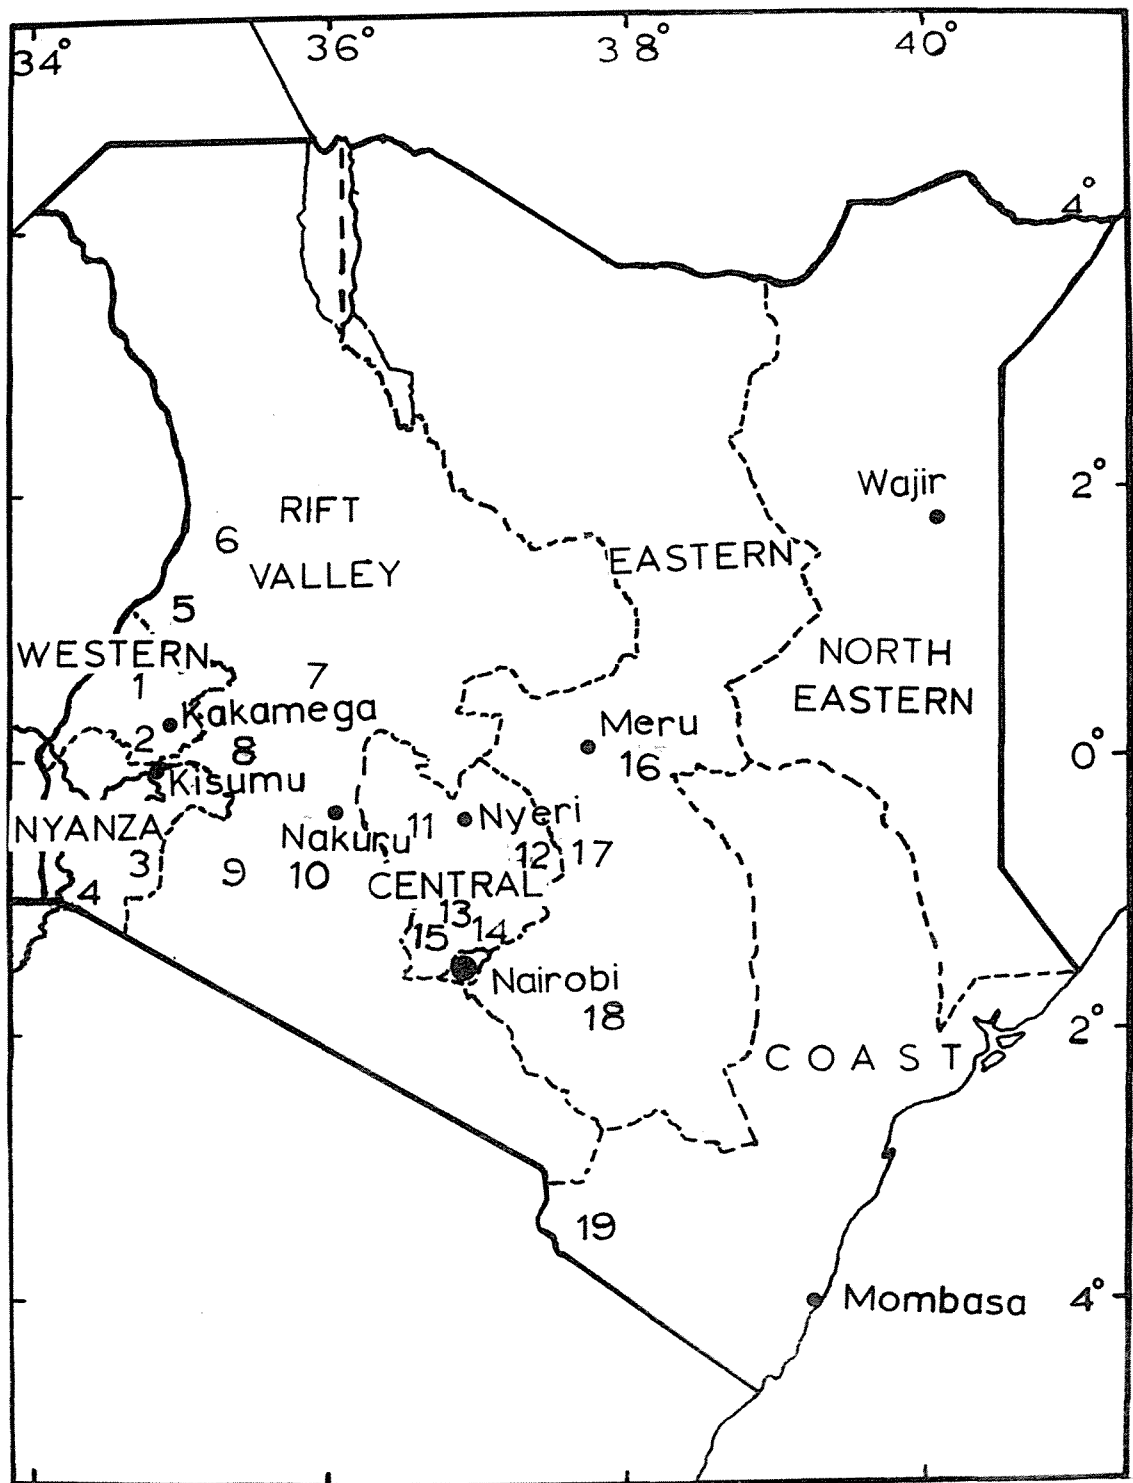 34° 36° 38° 40°
4°
Wajir 2°
RIFT
6
VALLEY
EASTERN
5
WESTERN
NORTH
1
7
EASTERN
Kakamega
Meru
2
8
16
0°
Kisumu
NYANZA
Nakuru
11
Nyeri
3
9
10
12
17
4
CENTRAL
13
15
14
Nairobi
18
2°
COAST
19
Mombasa 4°